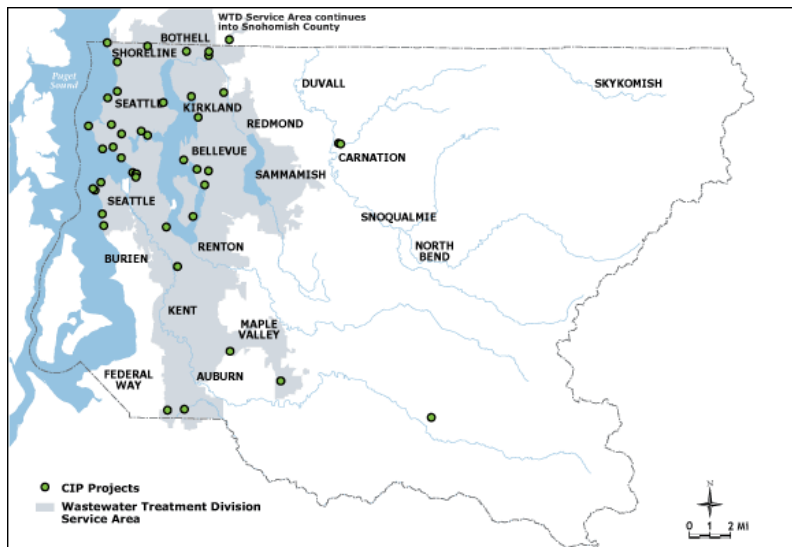 WTD Service Area continues
into Snohomish County
BOTHELL
SHORELINE
Puget
Sound
DUVALL
SKYKOMISH
SEATTLE
KIRKLAND
REDMOND
BELLEVUE
CARNATION
SAMMAMISH
SEATTLE
SNOQUALMIE
RENTON
NORTH
BEND
BURIEN
KENT
MAPLE
VALLEY
FEDERAL
WAY
AUBURN
CIP Projects
Wastewater Treatment Division
Service Area
N
0 1 2 Mi